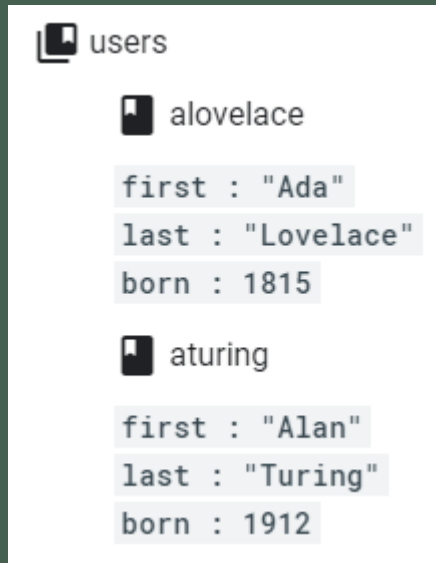 users
alovelace
first : "Ada"
last : "Lovelace"
born : 1815
aturing
first : "Alan"
last : "Turing"
born : 1912